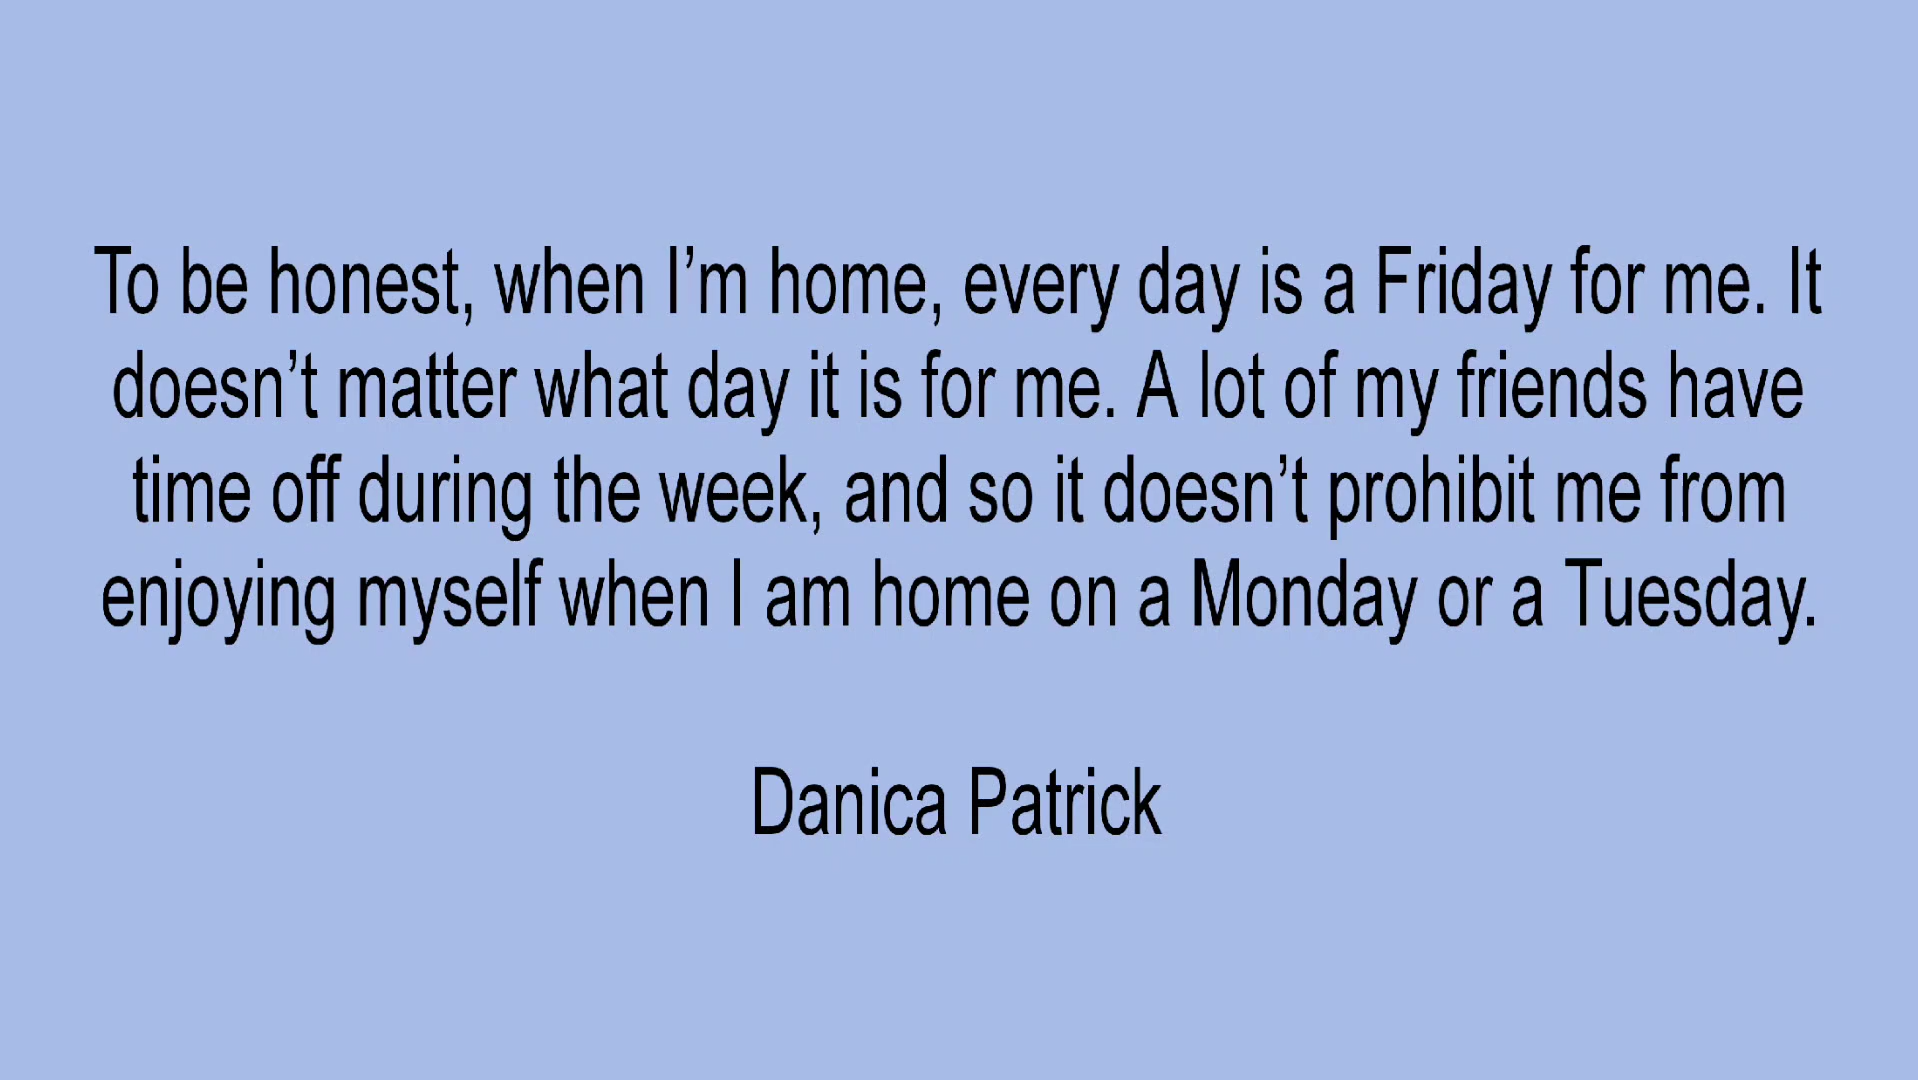 To be honest, when I’m home, every day is a Friday for me. It
doesn’t matter what day it is for me. A lot of my friends have
time off during the week, and so it doesn’t prohibit me from
enjoying myself when I am home on a Monday or a Tuesday.
Danica Patrick